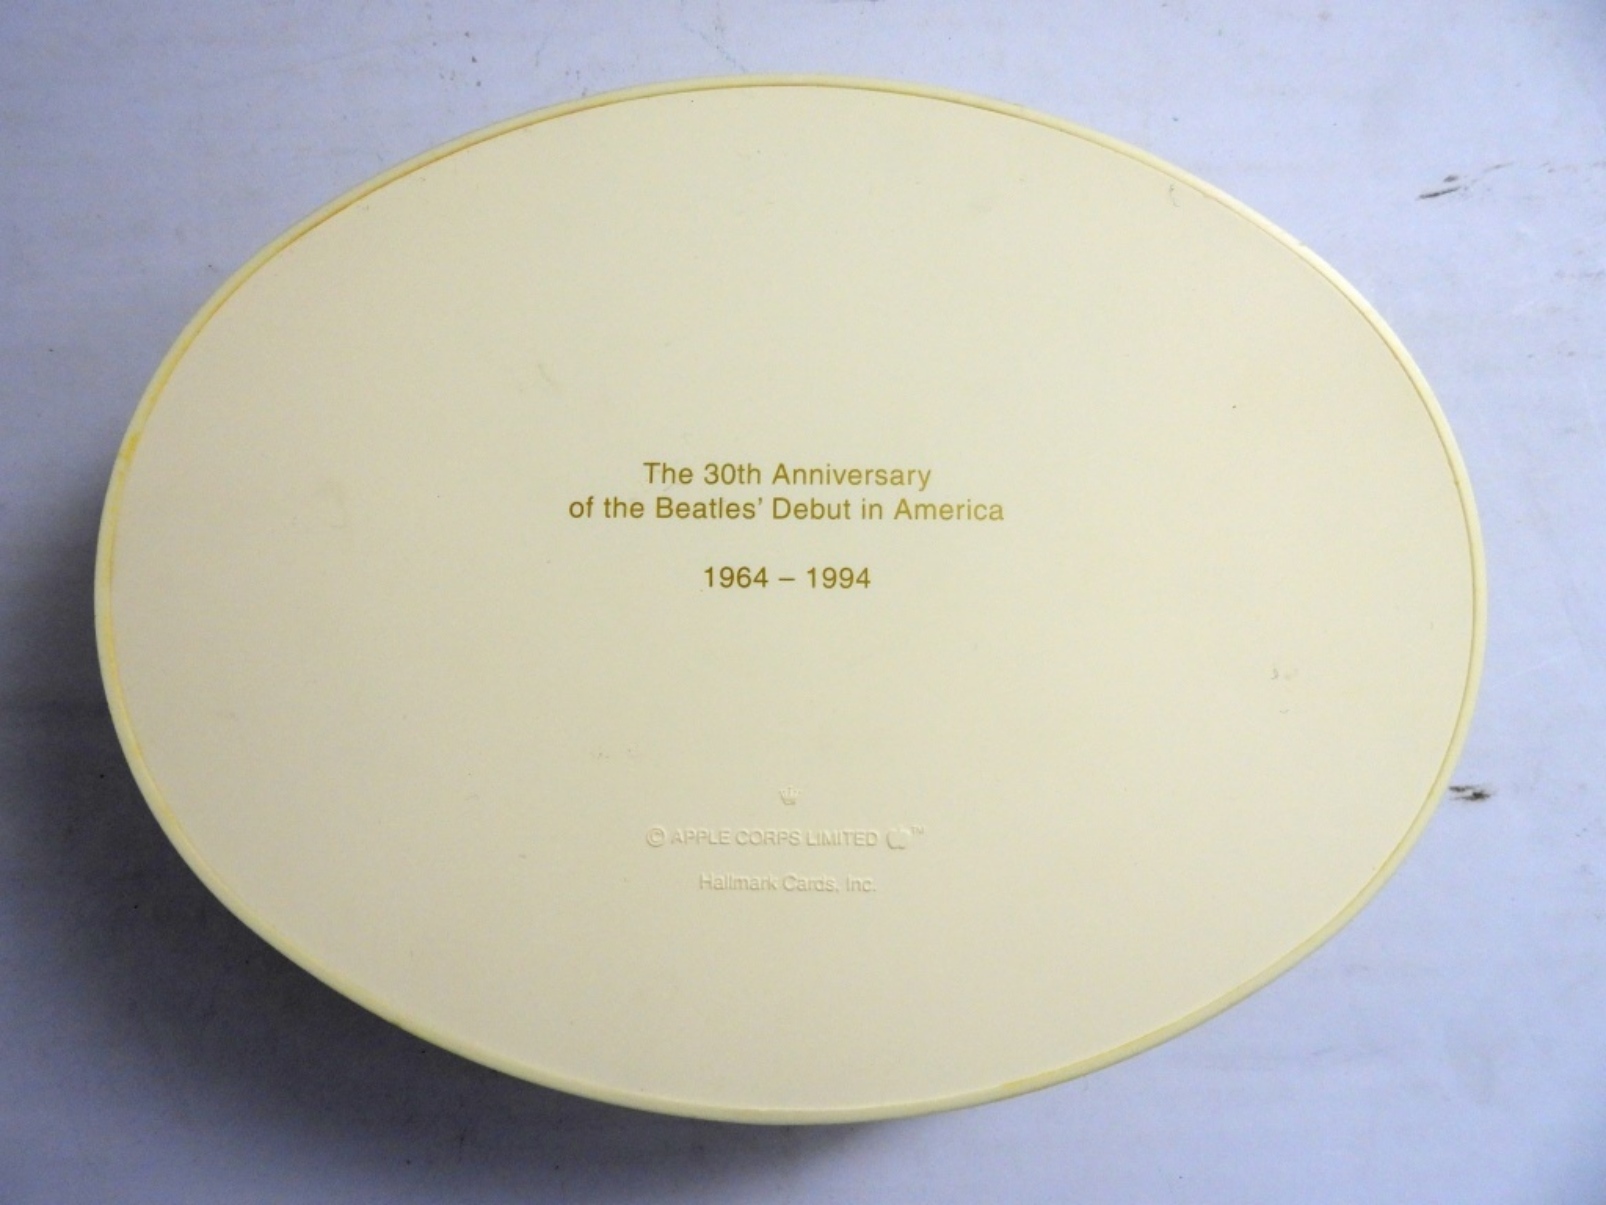 The 30th Anniversary
of the Beatles’ Debut in America
1964 – 1994
© APPLE CORPS LIMITED ™
Hallmark Cards, Inc.